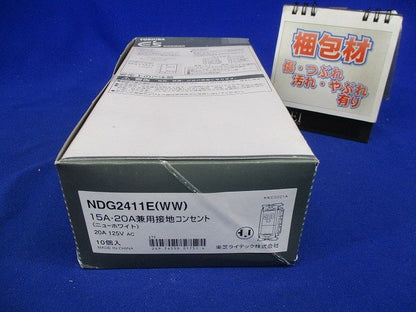 梱包材
傷・つぶれ
汚れ・やぶれ
有り
TOSHIBA
NDG2411E(WW)
15A・20A兼用接地コンセント
(ニューホワイト)
20A 125V AC
10個入
MADE IN CHINA
東芝ライテック株式会社